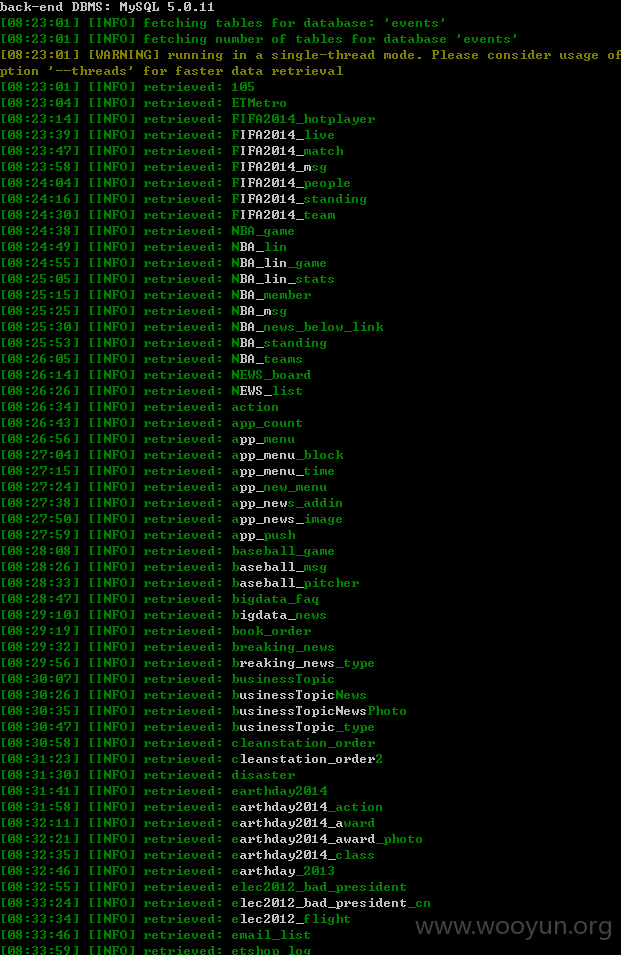 back-end DBMS: MySQL 5.0.11
[08:23:01] [INFO] fetching tables for database: 'events'
[08:23:01] [INFO] fetching number of tables for database 'events'
[08:23:01] [WARNING] running in a single-thread mode. Please consider usage of
ption '--threads' for faster data retrieval
[08:23:01] [INFO] retrieved: 105
[08:23:04] [INFO] retrieved: ETMetro
[08:23:14] [INFO] retrieved: FIFA2014_hotplayer
[08:23:39] [INFO] retrieved: FIFA2014_live
[08:23:47] [INFO] retrieved: FIFA2014_match
[08:23:58] [INFO] retrieved: FIFA2014_msg
[08:24:04] [INFO] retrieved: FIFA2014_people
[08:24:16] [INFO] retrieved: FIFA2014_standing
[08:24:30] [INFO] retrieved: FIFA2014_team
[08:24:38] [INFO] retrieved: NBA_game
[08:24:49] [INFO] retrieved: NBA_lin
[08:24:55] [INFO] retrieved: NBA_lin_game
[08:25:05] [INFO] retrieved: NBA_lin_stats
[08:25:15] [INFO] retrieved: NBA_member
[08:25:25] [INFO] retrieved: NBA_msg
[08:25:30] [INFO] retrieved: NBA_news_below_link
[08:25:53] [INFO] retrieved: NBA_standing
[08:26:05] [INFO] retrieved: NBA_teams
[08:26:14] [INFO] retrieved: NEWS_board
[08:26:26] [INFO] retrieved: NEWS_list
[08:26:34] [INFO] retrieved: action
[08:26:43] [INFO] retrieved: app_count
[08:26:56] [INFO] retrieved: app_menu
[08:27:04] [INFO] retrieved: app_menu_block
[08:27:15] [INFO] retrieved: app_menu_time
[08:27:24] [INFO] retrieved: app_new_menu
[08:27:38] [INFO] retrieved: app_news_addin
[08:27:50] [INFO] retrieved: app_news_image
[08:27:59] [INFO] retrieved: app_push
[08:28:08] [INFO] retrieved: baseball_game
[08:28:26] [INFO] retrieved: baseball_msg
[08:28:33] [INFO] retrieved: baseball_pitcher
[08:28:47] [INFO] retrieved: bigdata_faq
[08:29:10] [INFO] retrieved: bigdata_news
[08:29:19] [INFO] retrieved: book_order
[08:29:32] [INFO] retrieved: breaking_news
[08:29:56] [INFO] retrieved: breaking_news_type
[08:30:07] [INFO] retrieved: businessTopic
[08:30:26] [INFO] retrieved: businessTopicNews
[08:30:35] [INFO] retrieved: businessTopicNewsPhoto
[08:30:47] [INFO] retrieved: businessTopic_type
[08:30:58] [INFO] retrieved: cleanstation_order
[08:31:23] [INFO] retrieved: cleanstation_order2
[08:31:30] [INFO] retrieved: disaster
[08:31:41] [INFO] retrieved: earthday2014
[08:31:58] [INFO] retrieved: earthday2014_action
[08:32:11] [INFO] retrieved: earthday2014_award
[08:32:21] [INFO] retrieved: earthday2014_award_photo
[08:32:35] [INFO] retrieved: earthday2014_class
[08:32:46] [INFO] retrieved: earthday_2013
[08:32:55] [INFO] retrieved: elec2012_bad_president
[08:33:24] [INFO] retrieved: elec2012_bad_president_cn
[08:33:34] [INFO] retrieved: elec2012_flight
[08:33:46] [INFO] retrieved: email_list
[08:33:59] [INFO] retrieved: etshop_log
www.wooyun.org